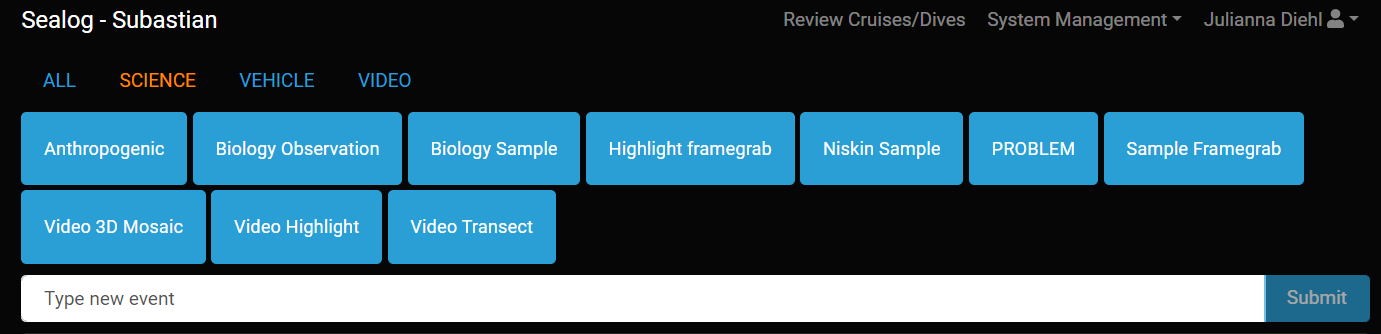 Sealog - Subastian Review Cruises/Dives System Management Julianna Diehl
ALL SCIENCE VEHICLE VIDEO
Anthropogenic Biology Observation Biology Sample Highlight framegrab Niskin Sample PROBLEM Sample Framegrab
Video 3D Mosaic Video Highlight Video Transect
Type new event Submit